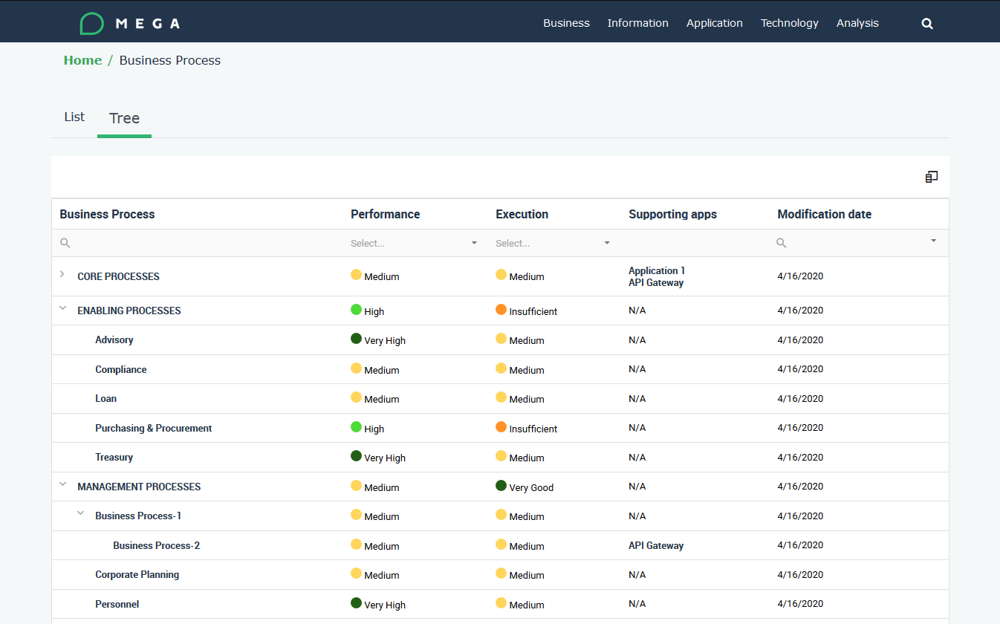 MEGA Business Information Application Technology Analysis
Home / Business Process
List Tree
Business Process Performance Execution Supporting apps Modification date
Select... Select...
CORE PROCESSES Medium Medium Application 1 4/16/2020
API Gateway
ENABLING PROCESSES High Insufficient N/A 4/16/2020
Advisory Very High Medium N/A 4/16/2020
Compliance Medium Medium N/A 4/16/2020
Loan Medium Medium N/A 4/16/2020
Purchasing & Procurement High Insufficient N/A 4/16/2020
Treasury Very High Medium N/A 4/16/2020
MANAGEMENT PROCESSES Medium Very Good N/A 4/16/2020
Business Process-1 Medium Medium N/A 4/16/2020
Business Process-2 Medium Medium API Gateway 4/16/2020
Corporate Planning Medium Medium N/A 4/16/2020
Personnel Very High Medium N/A 4/16/2020